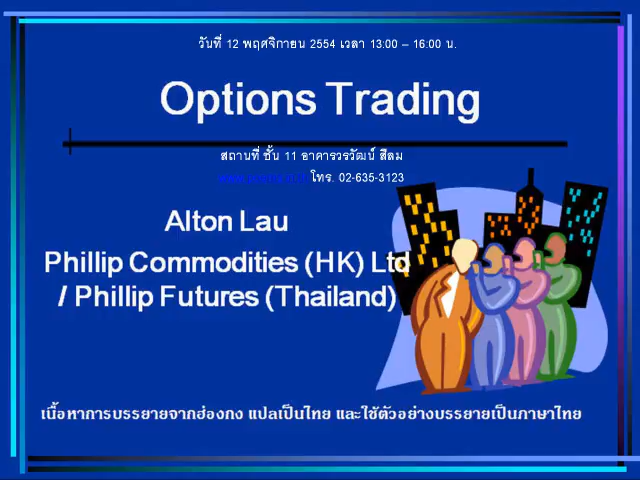 วันที่ 12 พฤศจิกายน 2554 เวลา 13:00 – 16:00 น.
Options Trading
สถานที่ ชั้น 11 อาคารวรวัฒน์ สีลม
โทร. 02-635-3123
Alton Lau
Phillip Commodities (HK) Ltd
/ Phillip Futures (Thailand)
เนื้อหาการบรรยายจากฮ่องกง แปลเป็นไทย และใช้ตัวอย่างบรรยายเป็นภาษาไทย